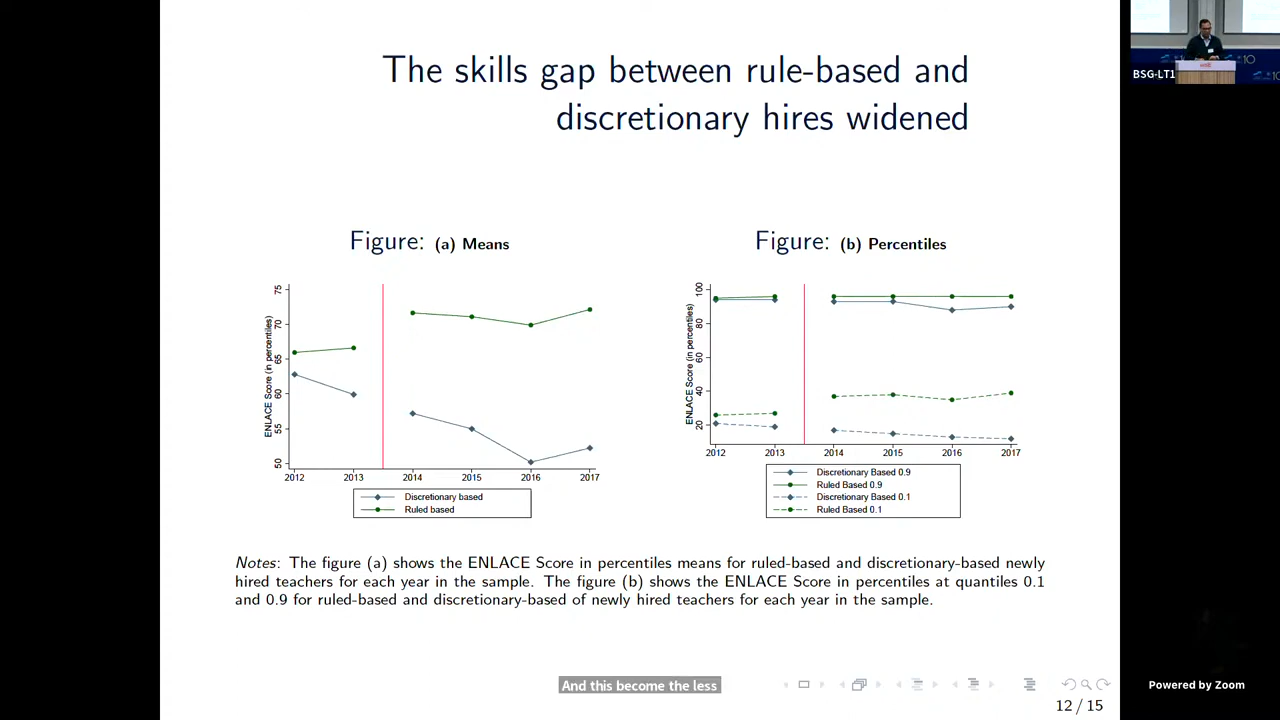 The skills gap between rule-based and
discretionary hires widened
Figure: (a) Means
ENLACE Score (in percentiles)
75
70
65
60
55
50
2012 2013 2014 2015 2016 2017
Discretionary based
Ruled based
Figure: (b) Percentiles
ENLACE Score (in percentiles)
100
80
60
40
20
2012 2013 2014 2015 2016 2017
Discretionary Based 0.9
Ruled Based 0.9
Discretionary Based 0.1
Ruled Based 0.1
Notes: The figure (a) shows the ENLACE Score in percentiles means for ruled-based and discretionary-based newly
hired teachers for each year in the sample. The figure (b) shows the ENLACE Score in percentiles at quantiles 0.1
and 0.9 for ruled-based and discretionary-based of newly hired teachers for each year in the sample.
And this become the less
12 / 15
BSG-LT1
Powered by Zoom